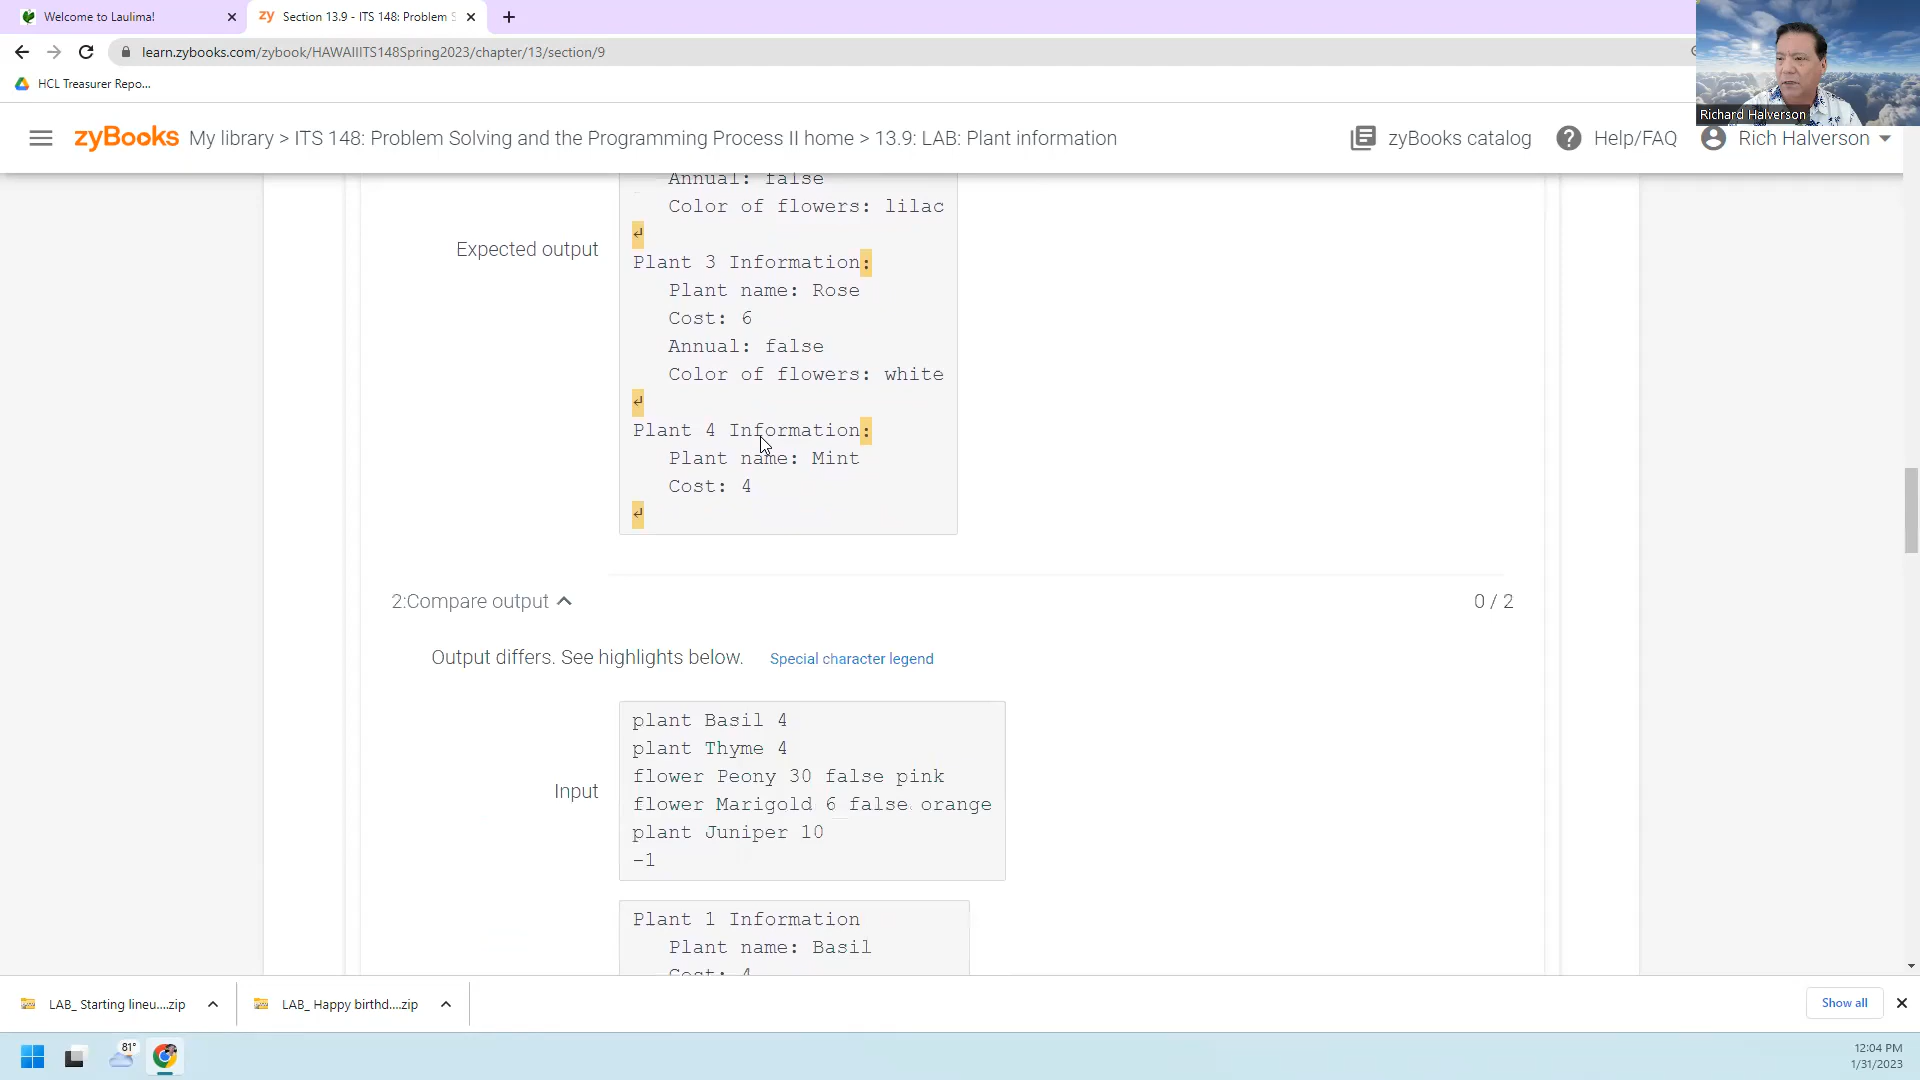 Welcome to Laulima!
zy Section 13.9 - ITS 148: Problem S
learn.zybooks.com/zybook/HAWAIIITS148Spring2023/chapter/13/section/9
HCL Treasurer Repo...
Richard Halverson
zyBooks My library > ITS 148: Problem Solving and the Programming Process II home > 13.9: LAB: Plant information
zyBooks catalog
Help/FAQ
Rich Halverson
Annual: false
Color of flowers: lilac
↵
Expected output
Plant 3 Information:
Plant name: Rose
Cost: 6
Annual: false
Color of flowers: white
↵
Plant 4 Information:
Plant name: Mint
Cost: 4
↵
2:Compare output
0 / 2
Output differs. See highlights below.
Special character legend
Input
plant Basil 4
plant Thyme 4
flower Peony 30 false pink
flower Marigold 6 false orange
plant Juniper 10
-1
Plant 1 Information
Plant name: Basil
Cost: 4
LAB_ Starting lineu....zip
LAB_ Happy birthd....zip
Show all
81°
12:04 PM
1/31/2023